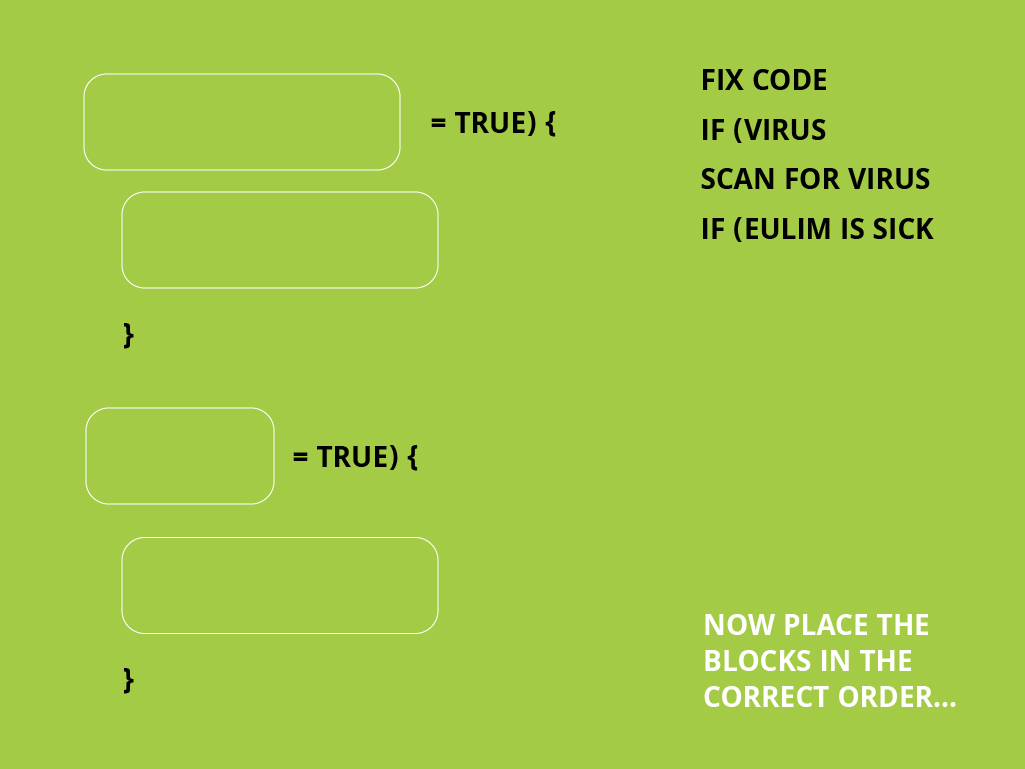 = TRUE) {
}
= TRUE) {
}
FIX CODE
IF (VIRUS
SCAN FOR VIRUS
IF (EULIM IS SICK
NOW PLACE THE
BLOCKS IN THE
CORRECT ORDER...